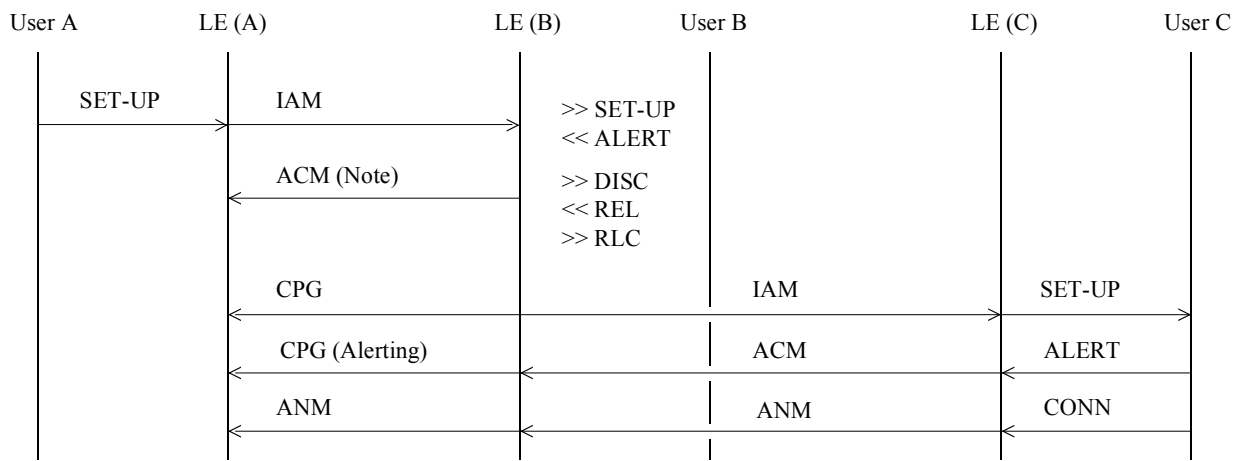 User A LE (A) LE (B) User B LE (C) User C
SET-UP IAM
>> SET-UP
<< ALERT
ACM (Note)
>> DISC
<< REL
>> RLC
CPG IAM SET-UP
CPG (Alerting) ACM ALERT
ANM ANM CONN